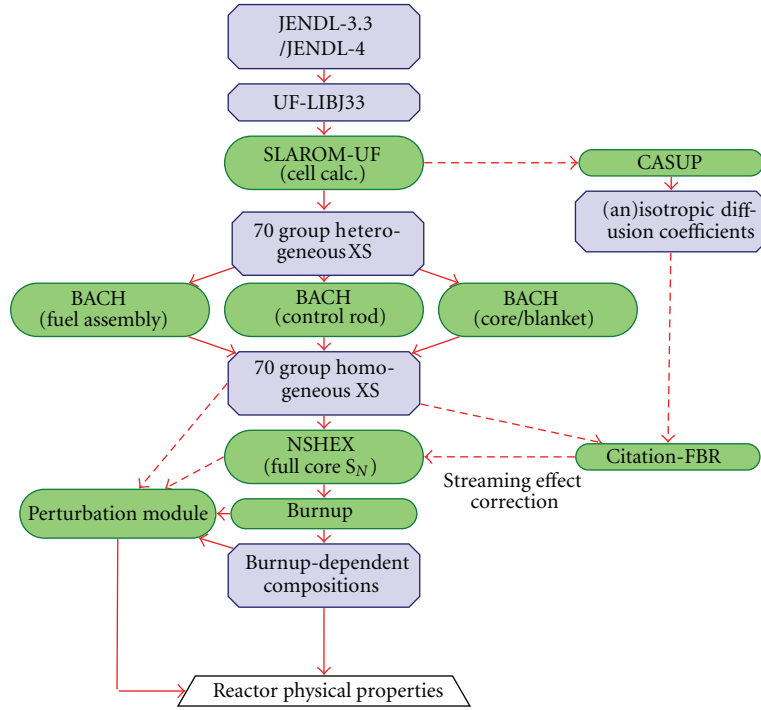 JENDL-3.3
/JENDL-4
UF-LIBJ33
SLAROM-UF
(cell calc.)
CASUP
(an)isotropic diff-
usion coefficients
70 group hetero-
geneous XS
BACH
(fuel assembly)
BACH
(control rod)
BACH
(core/blanket)
70 group homo-
geneous XS
NSHEX
(full core S_N)
Citation-FBR
Streaming effect
correction
Perturbation module
Burnup
Burnup-dependent
compositions
Reactor physical properties